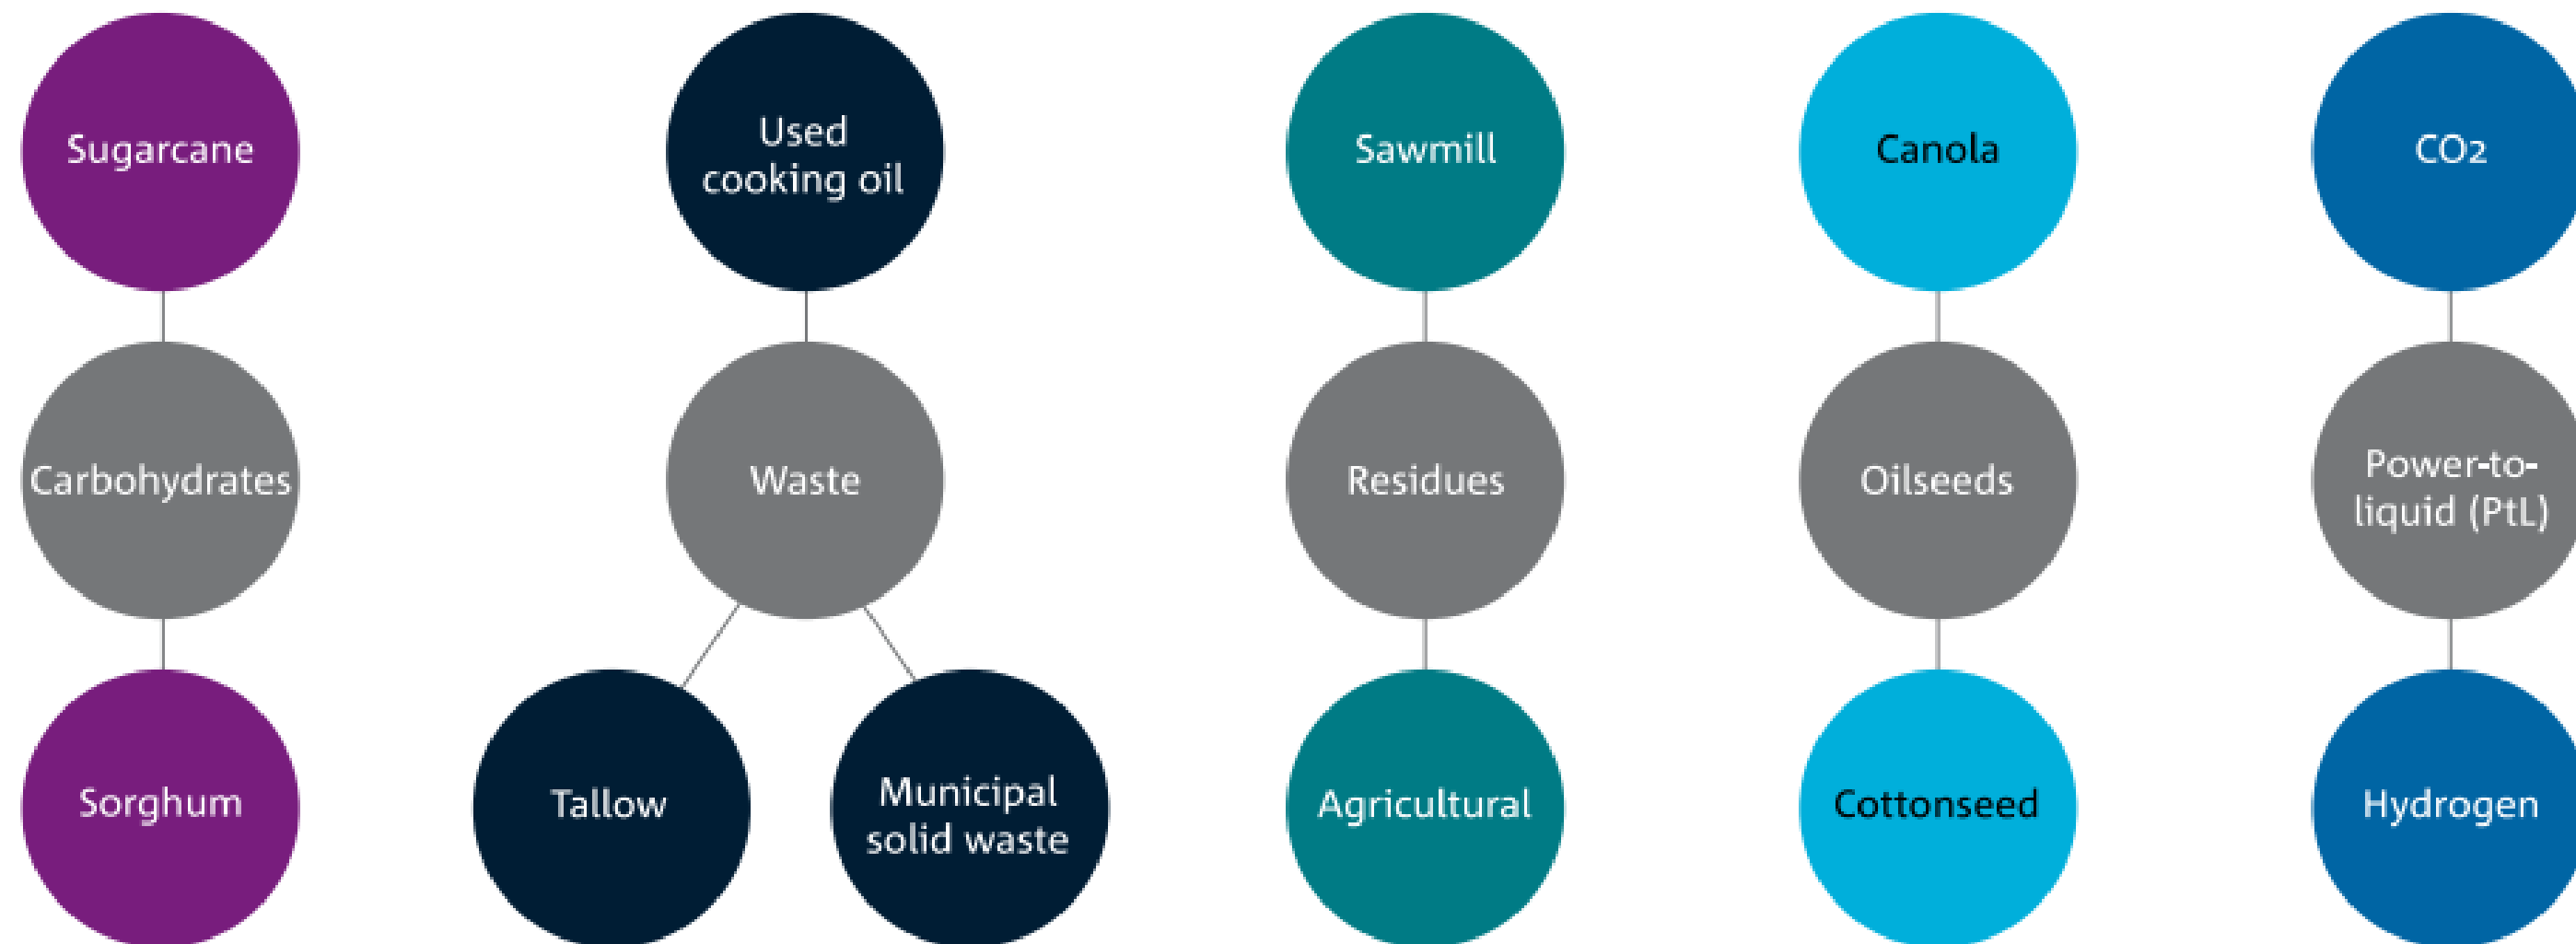 Sugarcane
Used
cooking oil
Sawmill
Canola
CO2
Carbohydrates
Waste
Residues
Oilseeds
Power-to-
liquid (PtL)
Sorghum
Tallow
Municipal
solid waste
Agricultural
Cottonseed
Hydrogen